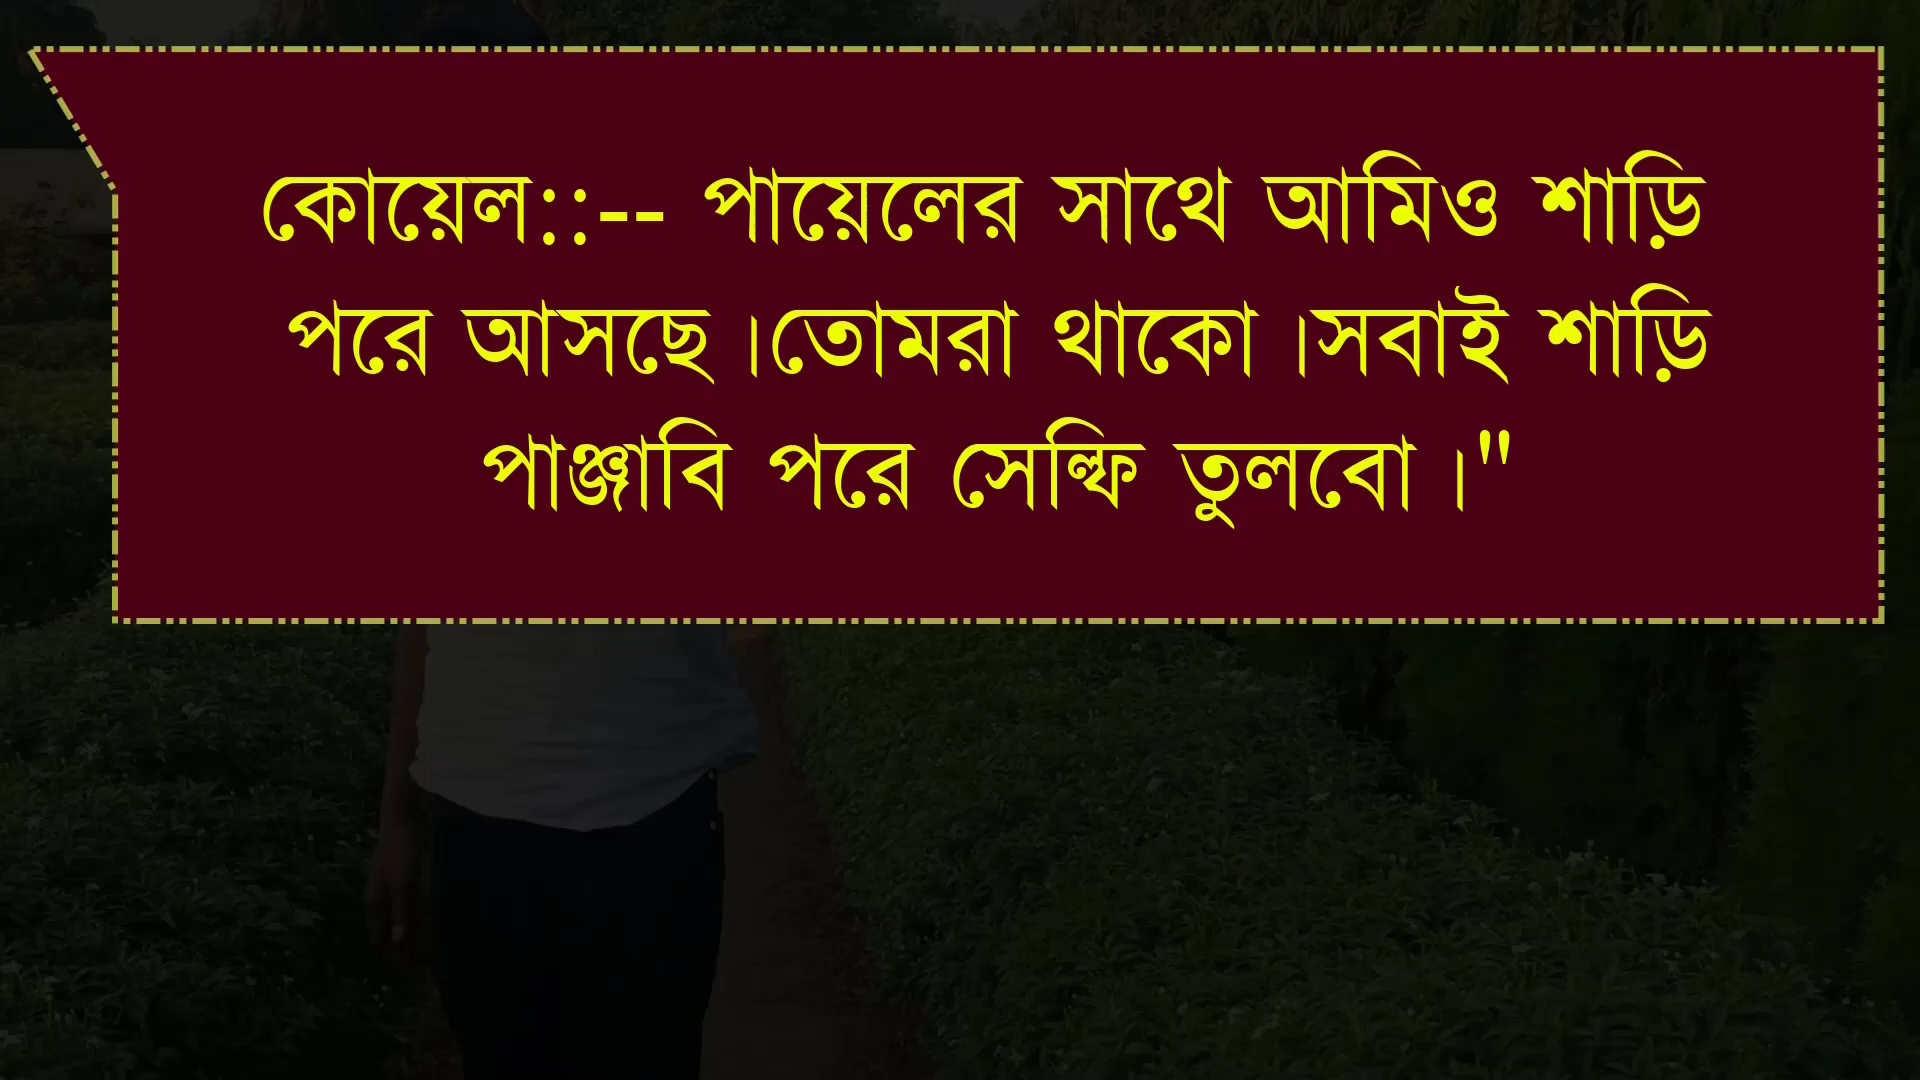 কোয়েল::-- পায়েলের সাথে আমিও শাড়ি
পরে আসছে।তোমরা থাকো।সবাই শাড়ি
পাঞ্জাবি পরে সেল্ফি তুলবো।"